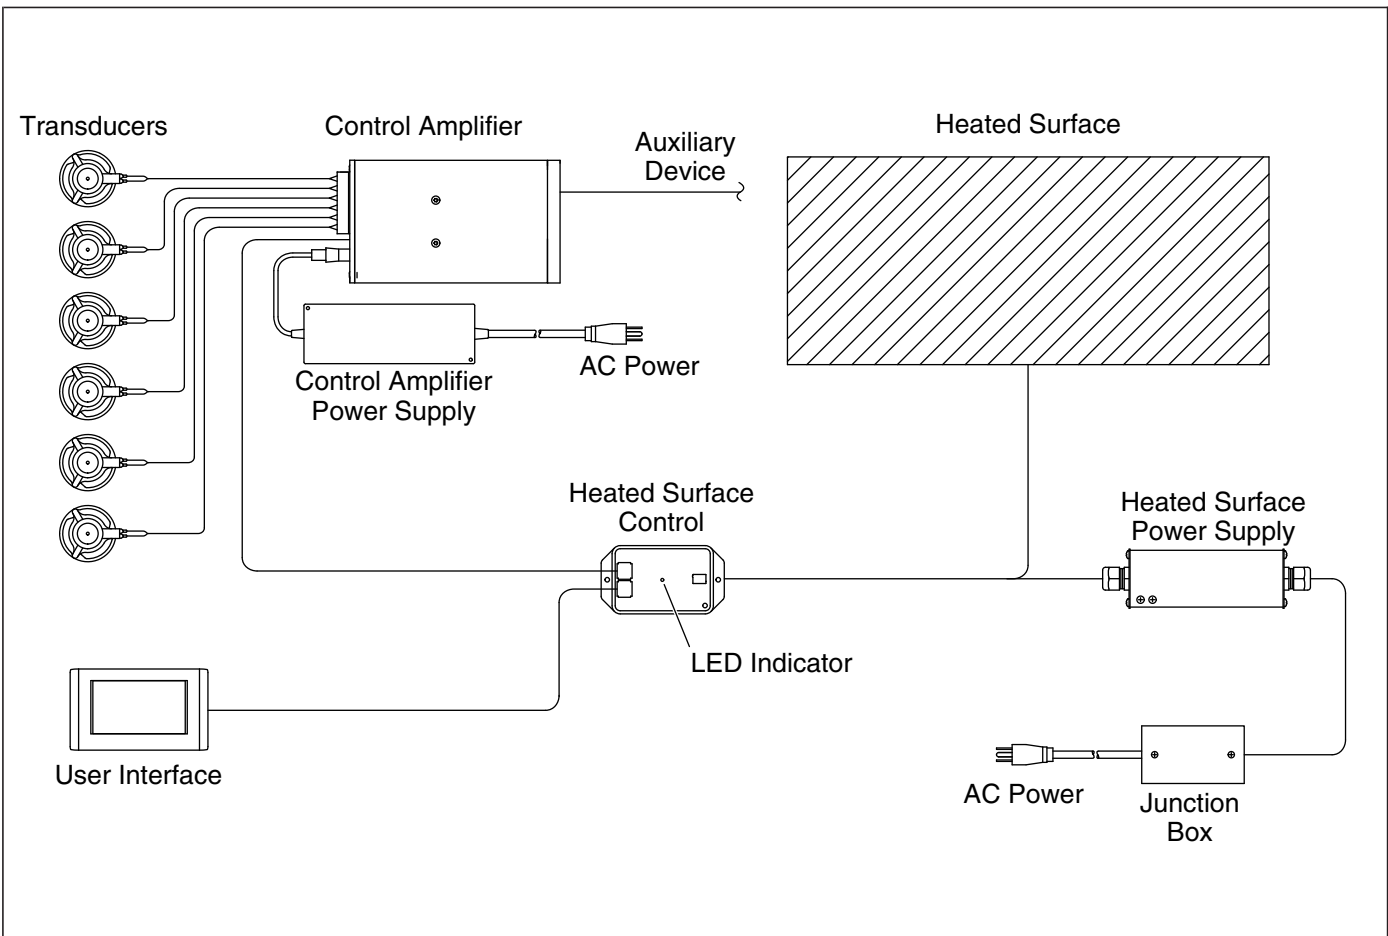 Transducers
Control Amplifier
Auxiliary
Device
Heated Surface
Control Amplifier
Power Supply
AC Power
Heated Surface
Control
Heated Surface
Power Supply
LED Indicator
User Interface
AC Power
Junction
Box